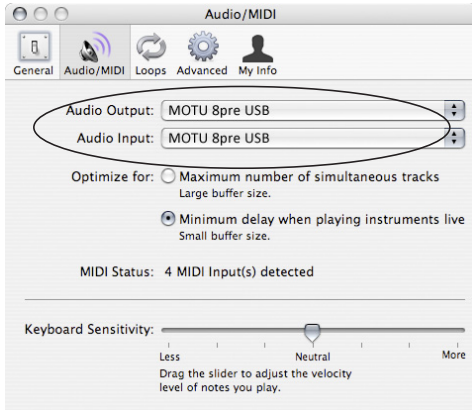 Audio/MIDI
General Audio/MIDI Loops Advanced My Info
Audio Output: MOTU 8pre USB
Audio Input: MOTU 8pre USB
Optimize for: Maximum number of simultaneous tracks
Large buffer size.
Minimum delay when playing instruments live
Small buffer size.
MIDI Status: 4 MIDI Input(s) detected
Keyboard Sensitivity:
Less Neutral More
Drag the slider to adjust the velocity
level of notes you play.